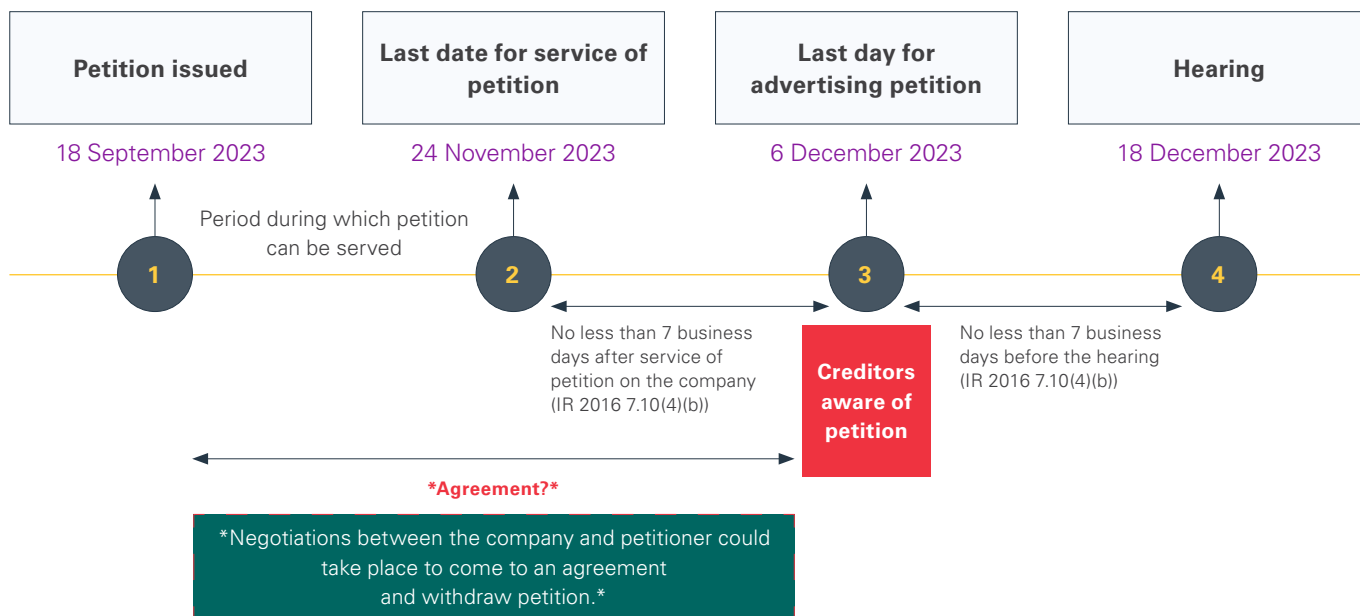 Petition issued
Last date for service of
petition
Last day for
advertising petition
Hearing
18 September 2023
24 November 2023
6 December 2023
18 December 2023
Period during which petition
can be served
1
2
3
4
No less than 7 business
days after service of
petition on the company
(IR 2016 7.10(4)(b))
Creditors
aware of
petition
No less than 7 business
days before the hearing
(IR 2016 7.10(4)(b))
*Agreement?*
*Negotiations between the company and petitioner could
take place to come to an agreement
and withdraw petition.*